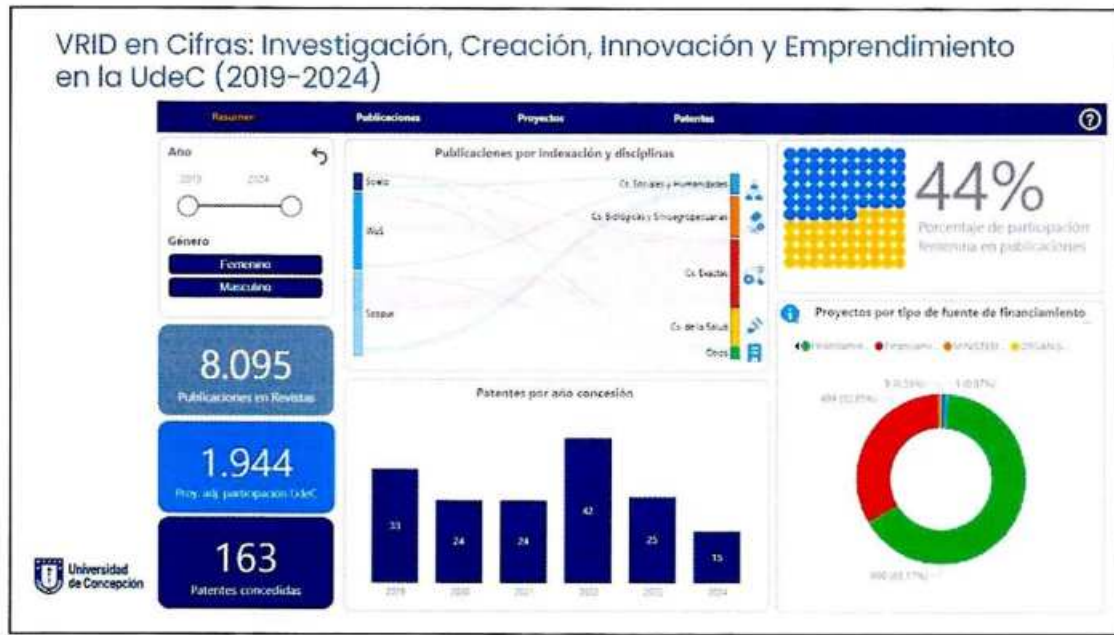 VRID en Cifras: Investigación, Creación, Innovación y Emprendimiento
en la UdeC (2019-2024)
Resumen
Publicaciones
Proyectos
Patentes
?
Año
2019
2024
Género
Femenino
Masculino
8.095
Publicaciones en Revistas
1.944
Proy. adj. participación UdeC
163
Patentes concedidas
Publicaciones por indexación y disciplinas
Scielo
WoS
Scopus
Cs. Sociales y Humanidades
Cs. Biológicas y Silvoagropecuarias
Cs. Exactas
Cs. de la Salud
Otros
Patentes por año concesión
33
24
24
42
25
15
2019
2020
2021
2022
2023
2024
44%
Porcentaje de participación
femenina en publicaciones
Proyectos por tipo de fuente de financiamiento
Universidad
de Concepción